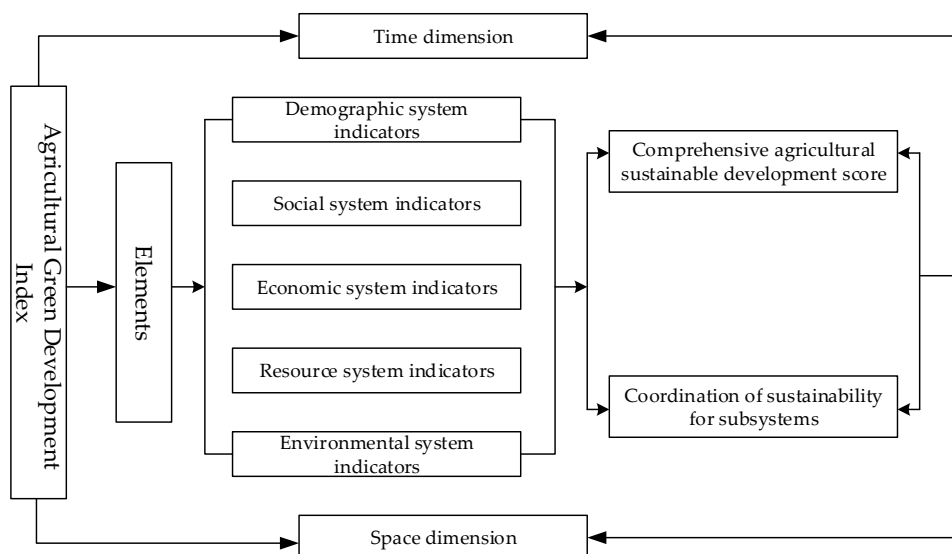 Time dimension
Agricultural Green Development
Index
Elements
Demographic system
indicators
Social system indicators
Economic system indicators
Resource system indicators
Environmental system
indicators
Comprehensive agricultural
sustainable development score
Coordination of sustainability
for subsystems
Space dimension